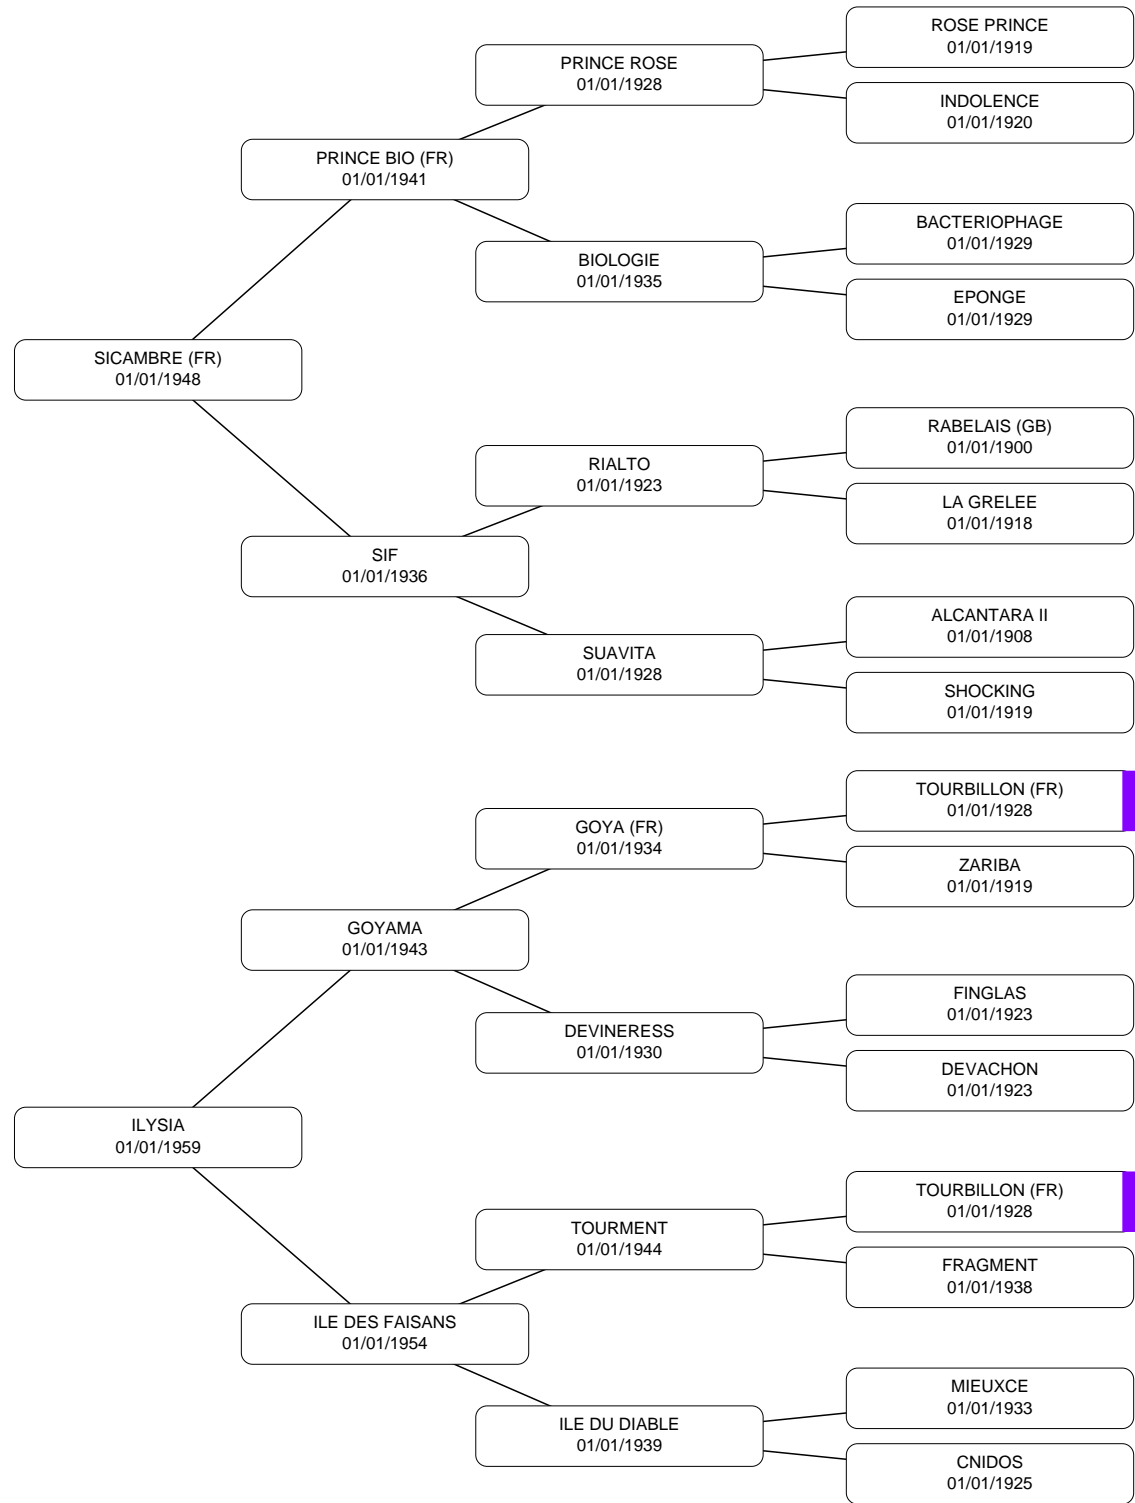 ROSE PRINCE
01/01/1919
PRINCE ROSE
01/01/1928
INDOLENCE
01/01/1920
PRINCE BIO (FR)
01/01/1941
BACTERIOPHAGE
01/01/1929
BIOLOGIE
01/01/1935
EPONGE
01/01/1929
SICAMBRE (FR)
01/01/1948
RABELAIS (GB)
01/01/1900
RIALTO
01/01/1923
LA GRELEE
01/01/1918
SIF
01/01/1936
ALCANTARA II
01/01/1908
SUAVITA
01/01/1928
SHOCKING
01/01/1919
TOURBILLON (FR)
01/01/1928
GOYA (FR)
01/01/1934
ZARIBA
01/01/1919
GOYAMA
01/01/1943
FINGLAS
01/01/1923
DEVINERESS
01/01/1930
DEVACHON
01/01/1923
ILYSIA
01/01/1959
TOURBILLON (FR)
01/01/1928
TOURMENT
01/01/1944
FRAGMENT
01/01/1938
ILE DES FAISANS
01/01/1954
MIEUXCE
01/01/1933
ILE DU DIABLE
01/01/1939
CNIDOS
01/01/1925